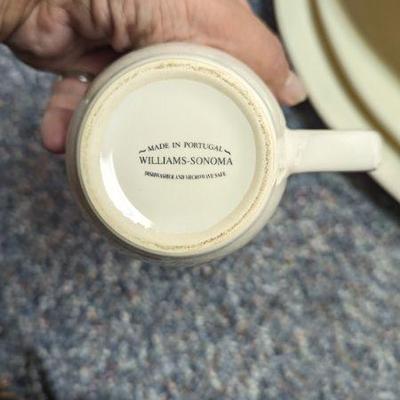 ~MADE IN PORTUGAL~
WILLIAMS-SONOMA
DISHWASHER AND MICROWAVE SAFE